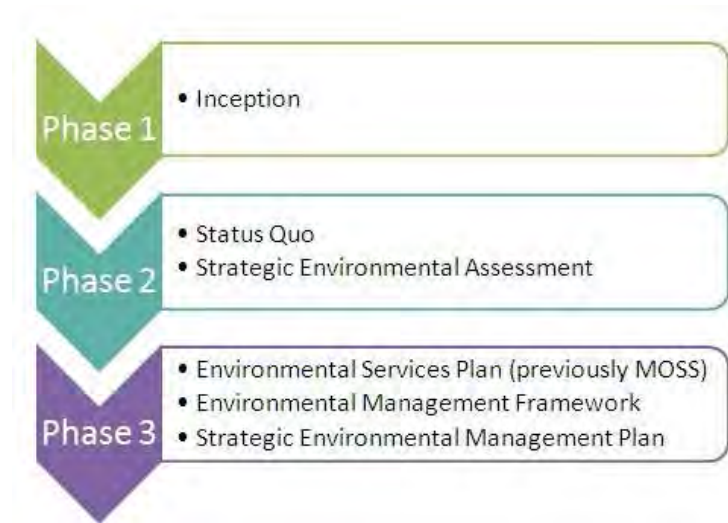 Phase 1
• Inception
Phase 2
• Status Quo
• Strategic Environmental Assessment
Phase 3
• Environmental Services Plan (previously MOSS)
• Environmental Management Framework
• Strategic Environmental Management Plan